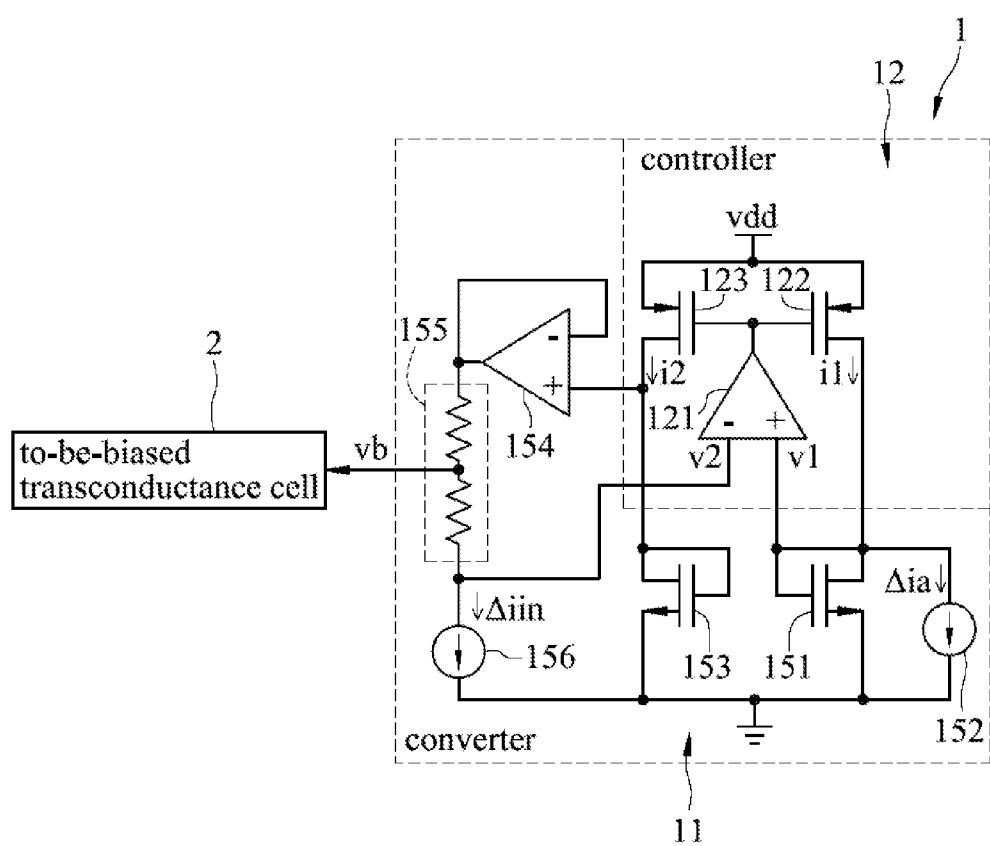 1
12
controller
vdd
123
122
155
2
i2
i1
121
-
+
-
+
154
v2
v1
vb
to-be-biased
transconductance cell
Δiin
Δia
156
153
151
152
converter
11